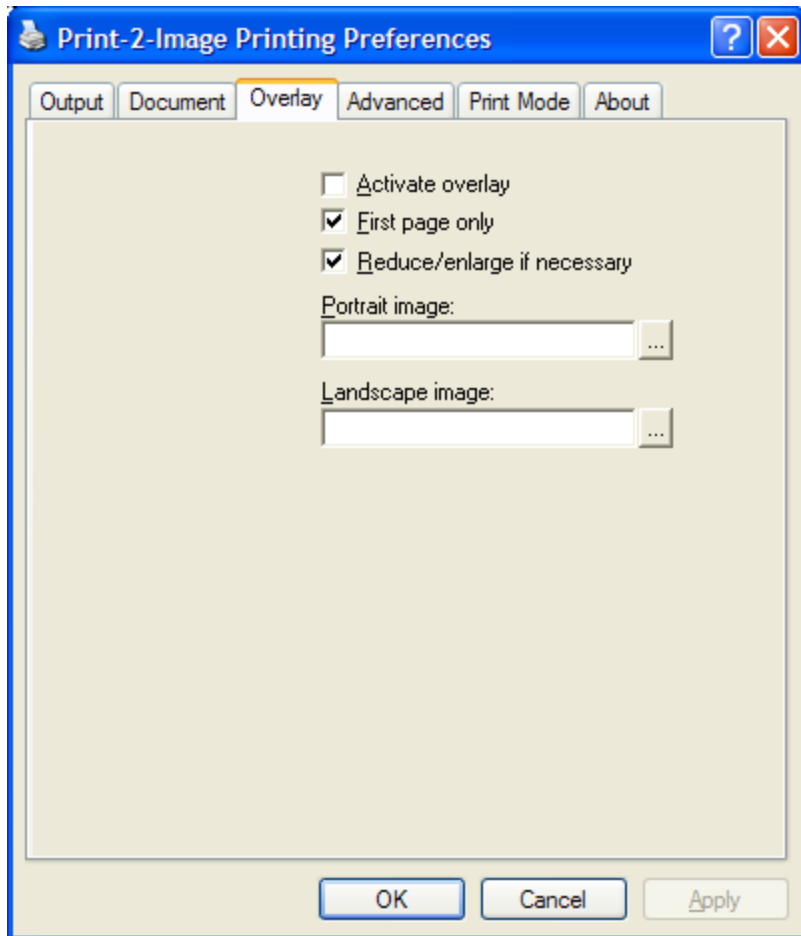 Print-2-Image Printing Preferences
Output Document Overlay Advanced Print Mode About
Activate overlay
First page only
Reduce/enlarge if necessary
Portrait image:
...
Landscape image:
...
OK Cancel Apply